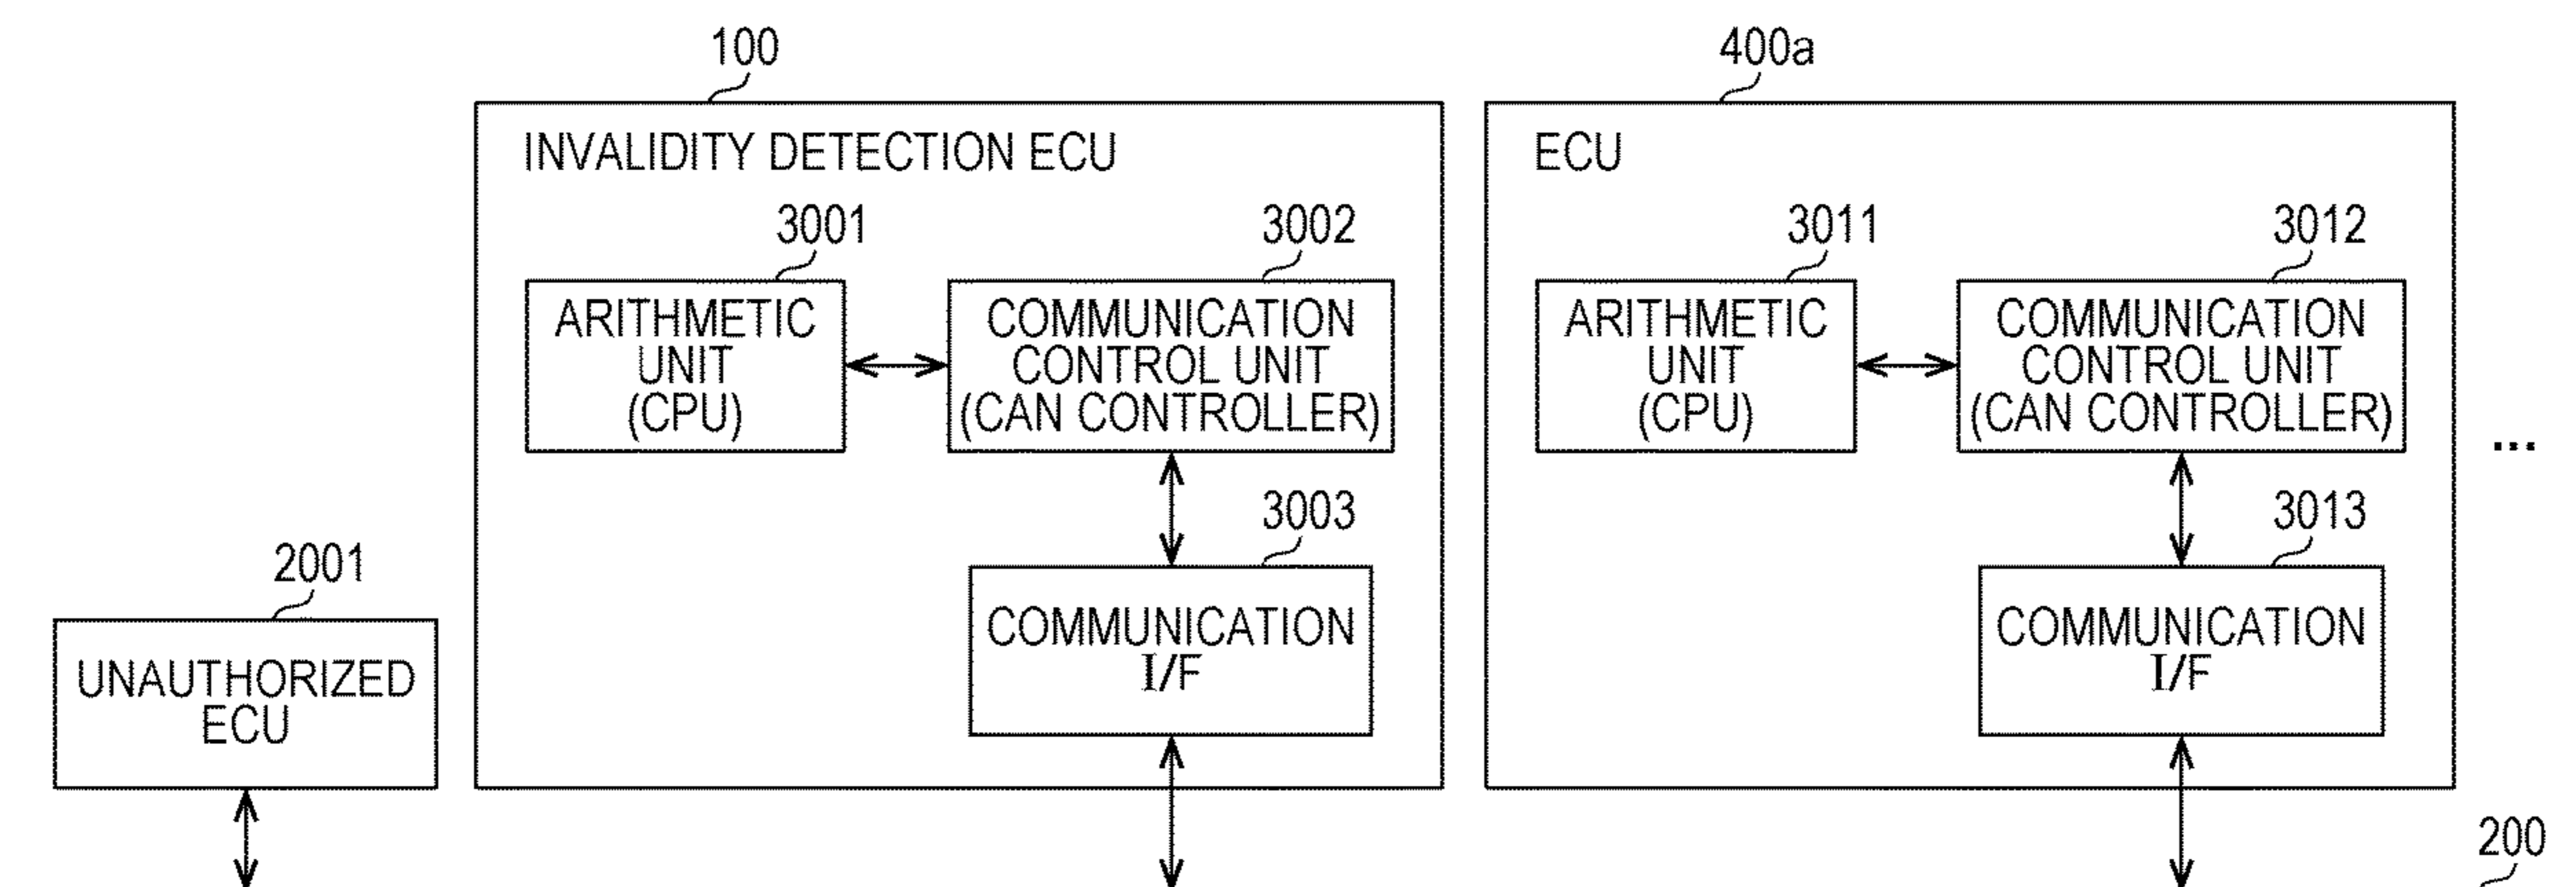 100
400a
INVALIDITY DETECTION ECU
ECU
3001
3002
3011
3012
ARITHMETIC
UNIT
(CPU)
COMMUNICATION
CONTROL UNIT
(CAN CONTROLLER)
ARITHMETIC
UNIT
(CPU)
COMMUNICATION
CONTROL UNIT
(CAN CONTROLLER)
...
3003
3013
2001
COMMUNICATION
I/F
COMMUNICATION
I/F
UNAUTHORIZED
ECU
200